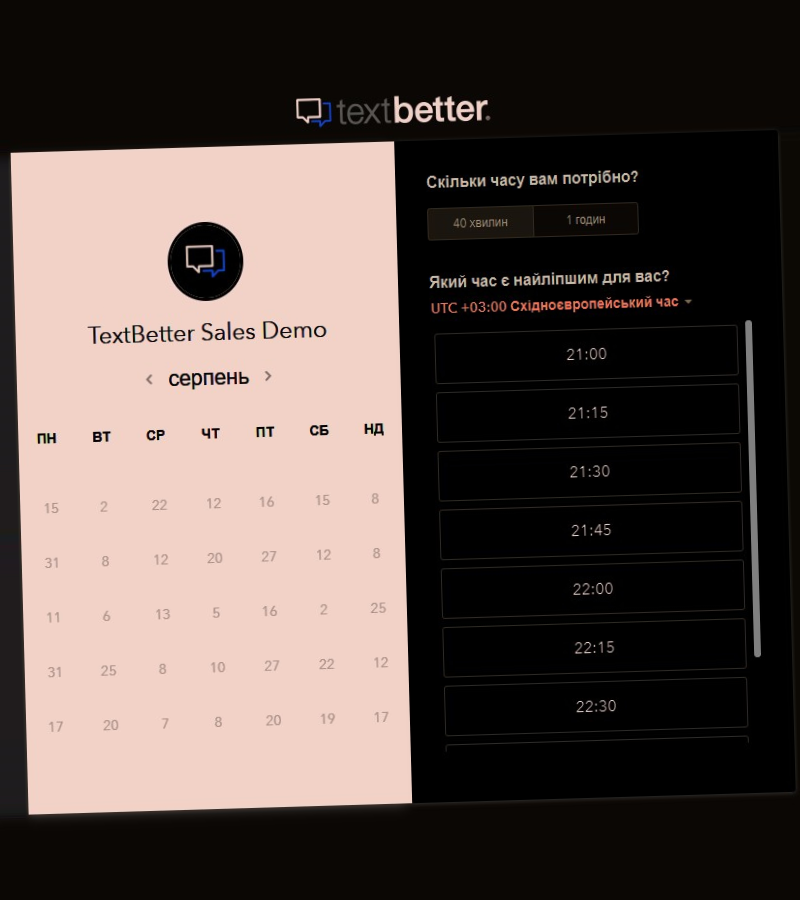 textbetter.
TextBetter Sales Demo
серпень
ПН ВТ СР ЧТ ПТ СБ НД
15 2 22 12 16 15 8
31 8 12 20 27 12 8
11 6 13 5 16 2 25
31 25 8 10 27 22 12
17 20 7 8 20 19 17
Скільки часу вам потрібно?
40 хвилин 1 годин
Який час є найліпшим для вас?
UTC +03:00 Східноєвропейський час
21:00
21:15
21:30
21:45
22:00
22:15
22:30